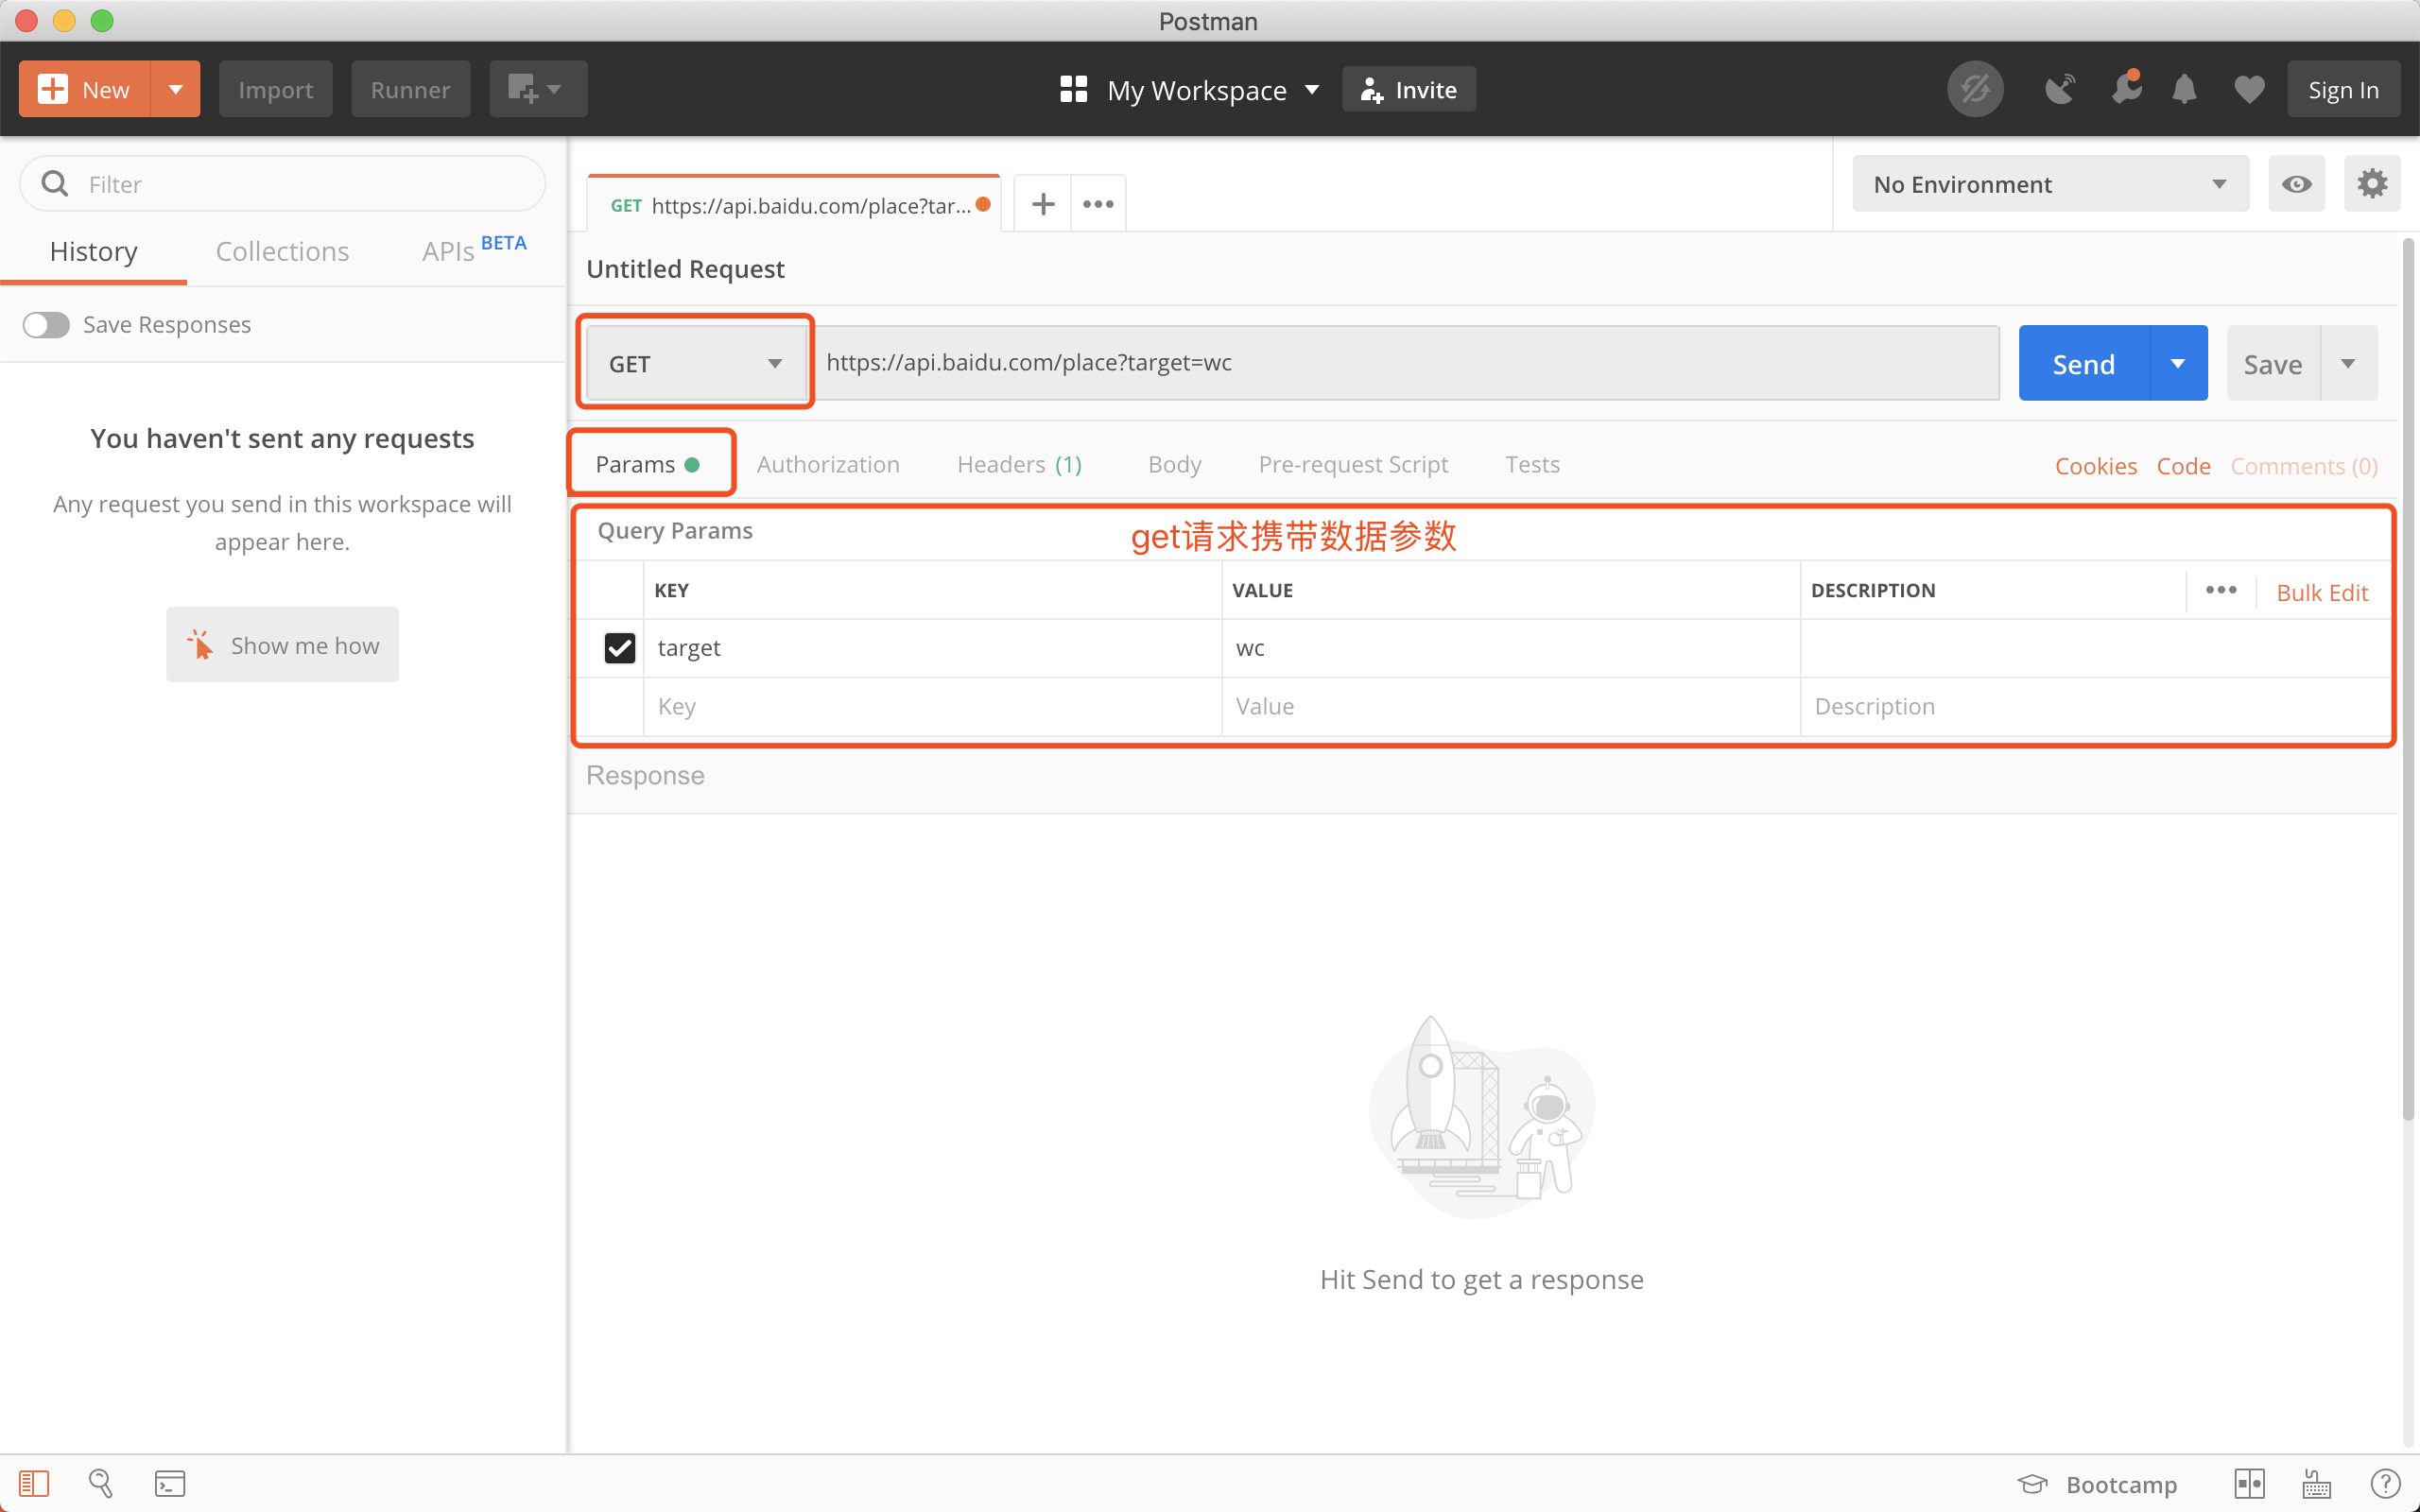 Postman
New
Import
Runner
My Workspace
Invite
Sign In
Filter
History
Collections
APIs BETA
Save Responses
You haven't sent any requests
Any request you send in this workspace will
appear here.
Show me how
GET https://api.baidu.com/place?tar...
No Environment
Untitled Request
GET
https://api.baidu.com/place?target=wc
Send
Save
Params
Authorization
Headers (1)
Body
Pre-request Script
Tests
Cookies
Code
Comments (0)
Query Params
get请求携带数据参数
KEY
VALUE
DESCRIPTION
Bulk Edit
target
wc
Key
Value
Description
Response
Hit Send to get a response
Bootcamp